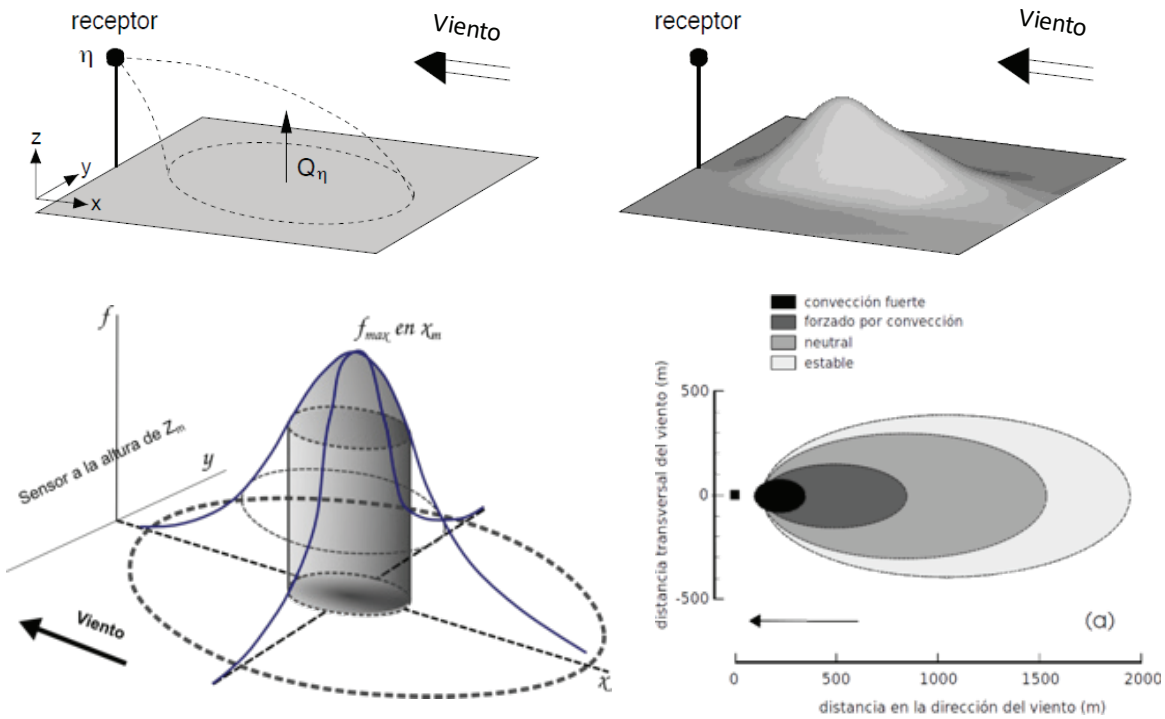 receptor
Viento
η
z
y
x
Qη
receptor
Viento
f
fmax en xm
Sensor a la altura de Zm
y
Viento
x
convección fuerte
forzado por convección
neutral
estable
distancia transversal del viento (m)
500
0
-500
(a)
0 500 1000 1500 2000
distancia en la dirección del viento (m)